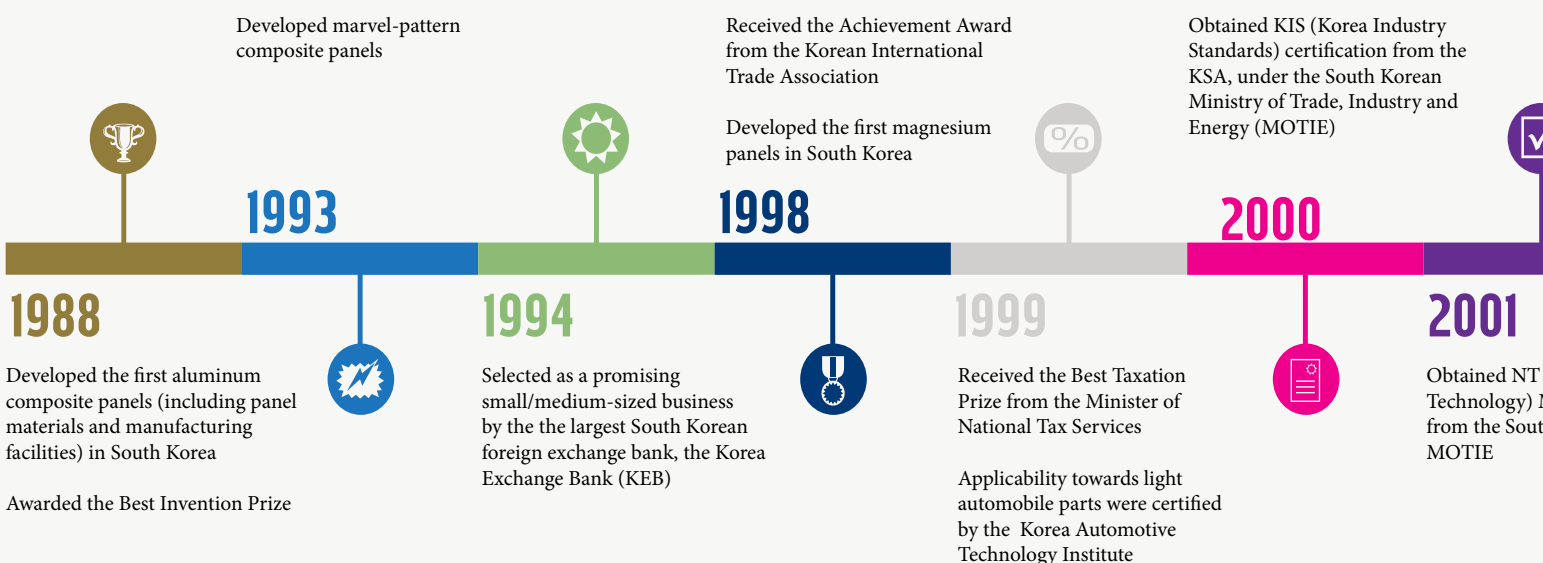 1988
Developed the first aluminum
composite panels (including panel
materials and manufacturing
facilities) in South Korea
Awarded the Best Invention Prize
Developed marvel-pattern
composite panels
1993
1994
Selected as a promising
small/medium-sized business
by the the largest South Korean
foreign exchange bank, the Korea
Exchange Bank (KEB)
Received the Achievement Award
from the Korean International
Trade Association
Developed the first magnesium
panels in South Korea
1998
%
1999
Received the Best Taxation
Prize from the Minister of
National Tax Services
Applicability towards light
automobile parts were certified
by the  Korea Automotive
Technology Institute
Obtained KIS (Korea Industry
Standards) certification from the
KSA, under the South Korean
Ministry of Trade, Industry and
Energy (MOTIE)
2000
2001
Obtained NT
Technology)
from the
MOTIE